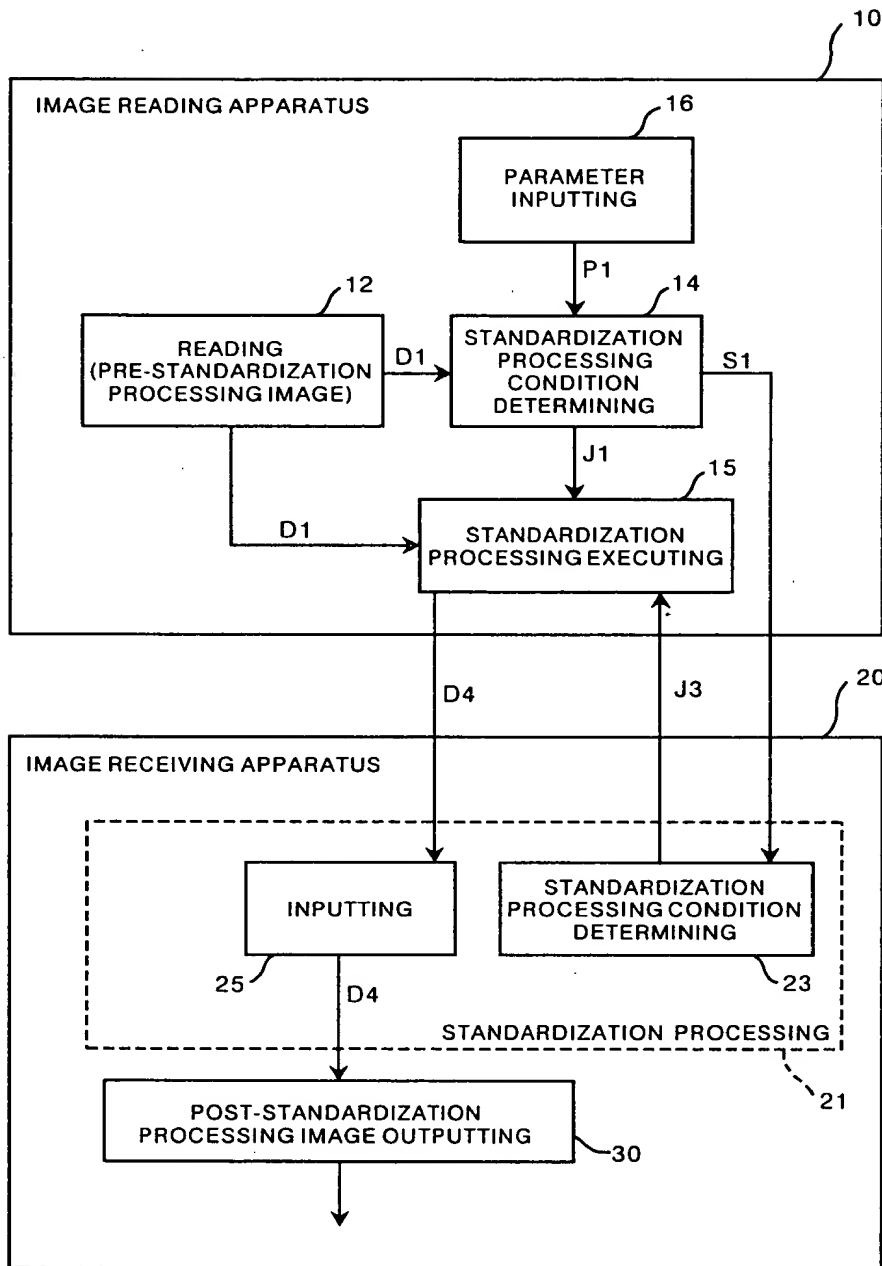 10
IMAGE READING APPARATUS
16
PARAMETER
INPUTTING
P1
12
14
READING
(PRE-STANDARDIZATION
PROCESSING IMAGE)
D1
STANDARDIZATION
PROCESSING
CONDITION
DETERMINING
S1
J1
15
D1
STANDARDIZATION
PROCESSING EXECUTING
D4
J3
20
IMAGE RECEIVING APPARATUS
INPUTTING
STANDARDIZATION
PROCESSING CONDITION
DETERMINING
25
D4
23
STANDARDIZATION PROCESSING
21
POST-STANDARDIZATION
PROCESSING IMAGE OUTPUTTING
30